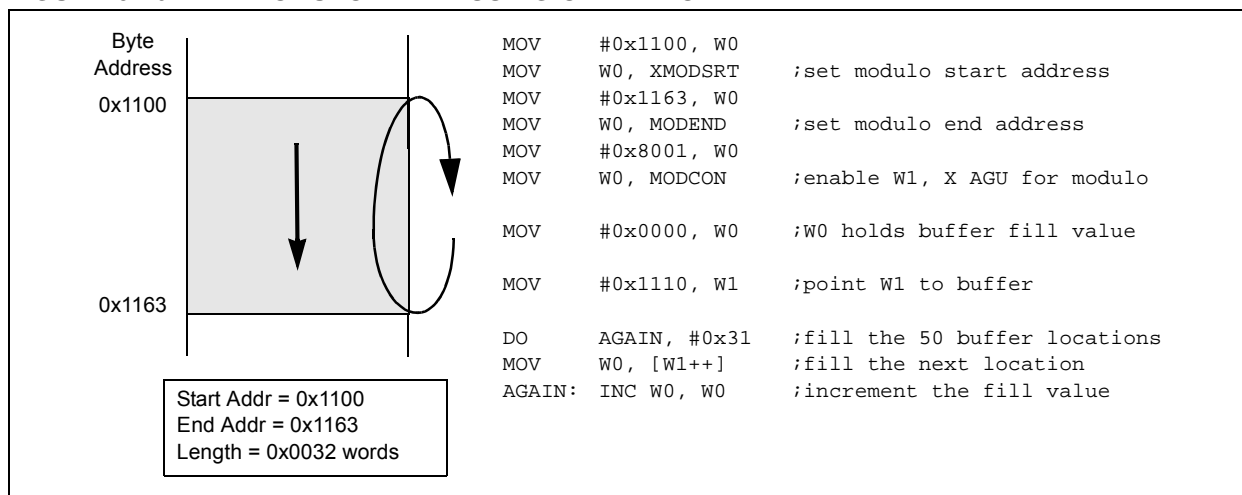 Byte
Address
0x1100
0x1163
Start Addr = 0x1100
End Addr = 0x1163
Length = 0x0032 words
MOV #0x1100, W0
MOV W0, XMODSRT ;set modulo start address
MOV #0x1163, W0
MOV W0, MODEND ;set modulo end address
MOV #0x8001, W0
MOV W0, MODCON ;enable W1, X AGU for modulo
MOV #0x0000, W0 ;W0 holds buffer fill value
MOV #0x1110, W1 ;point W1 to buffer
DO AGAIN, #0x31 ;fill the 50 buffer locations
MOV W0, [W1++] ;fill the next location
AGAIN: INC W0, W0 ;increment the fill value